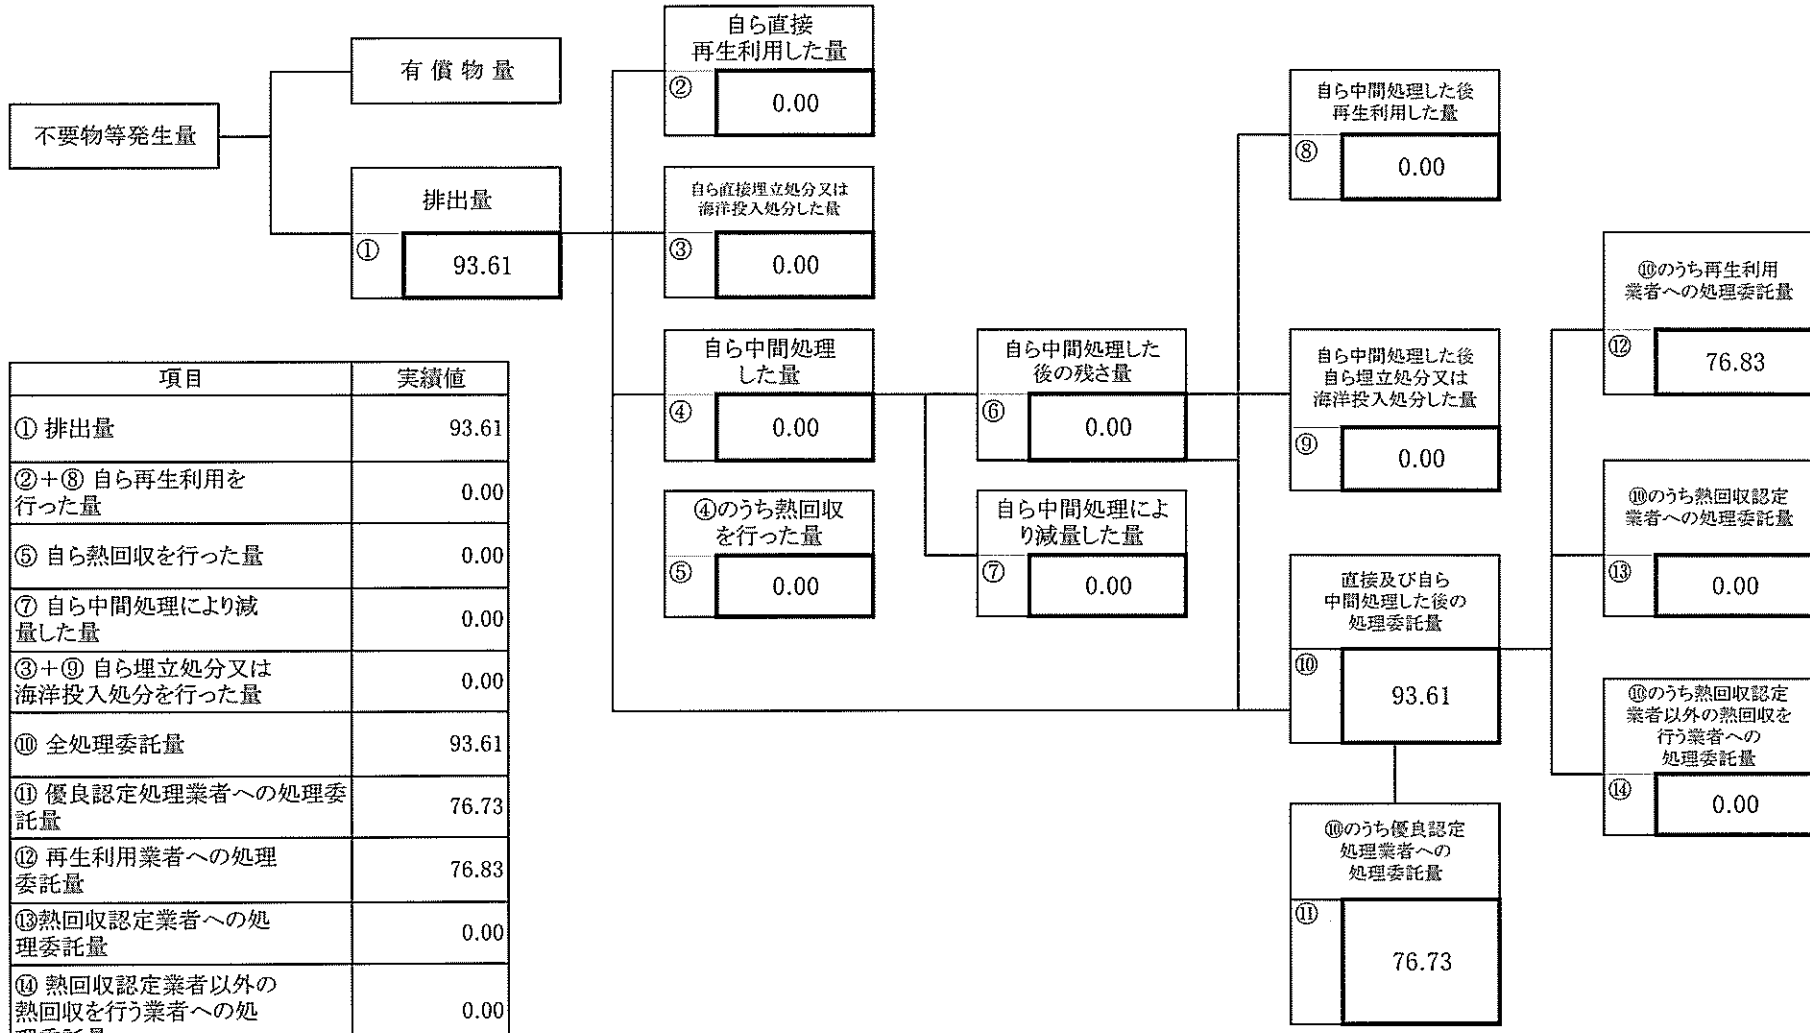 不要物等発生量
有償物量
排出量
①
93.61
自ら直接
再生利用した量
②
0.00
自ら直接埋立処分又は
海洋投入処分した量
③
0.00
自ら中間処理
した量
④
0.00
④のうち熱回収
を行った量
⑤
0.00
自ら中間処理した
後の残さ量
⑥
0.00
自ら中間処理によ
り減量した量
⑦
0.00
自ら中間処理した後
再生利用した量
⑧
0.00
自ら中間処理した後
自ら埋立処分又は
海洋投入処分した量
⑨
0.00
直接及び自ら
中間処理した後の
処理委託量
⑩
93.61
⑩のうち優良認定
処理業者への
処理委託量
⑪
76.73
⑩のうち再生利用
業者への処理委託量
⑫
76.83
⑩のうち熱回収認定
業者への処理委託量
⑬
0.00
⑩のうち熱回収認定
業者以外の熱回収を
行う業者への
処理委託量
⑭
0.00
項目 実績値
① 排出量 93.61
②+⑧ 自ら再生利用を
行った量 0.00
⑤ 自ら熱回収を行った量 0.00
⑦ 自ら中間処理により減
量した量 0.00
③+⑨ 自ら埋立処分又は
海洋投入処分を行った量 0.00
⑩ 全処理委託量 93.61
⑪ 優良認定処理業者への処理委
託量 76.73
⑫ 再生利用業者への処理
委託量 76.83
⑬熱回収認定業者への処
理委託量 0.00
⑭ 熱回収認定業者以外の
熱回収を行う業者への処 0.00
理委託量